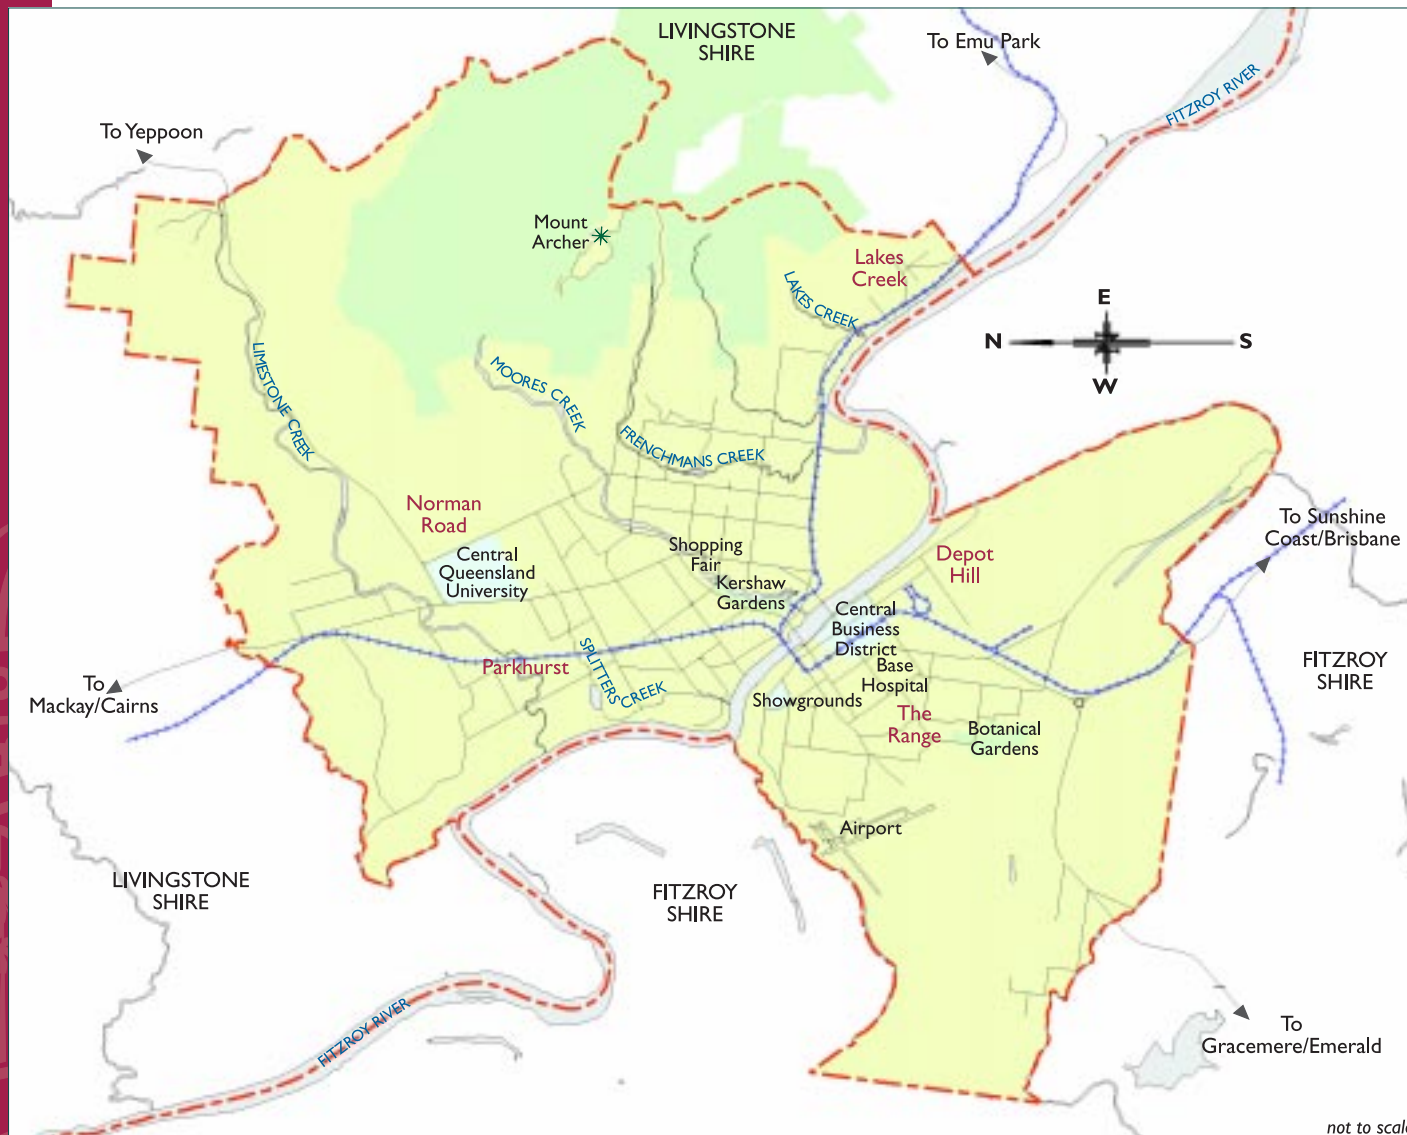 LIVINGSTONE
SHIRE
To Emu Park
FITZROY RIVER
To Yeppoon
Mount
Archer
Lakes
Creek
LAKES CREEK
E
N
S
W
LIMESTONE CREEK
MOORES CREEK
FRENCHMANS CREEK
Norman
Road
Central
Queensland
University
Shopping
Fair
Kershaw
Gardens
Depot
Hill
To Sunshine
Coast/Brisbane
Central
Business
District
Base
Hospital
Parkhurst
SPLITTERS CREEK
FITZROY
SHIRE
To
Mackay/Cairns
Showgrounds
The
Range
Botanical
Gardens
Airport
LIVINGSTONE
SHIRE
FITZROY
SHIRE
FITZROY RIVER
To
Gracemere/Emerald
not to scale